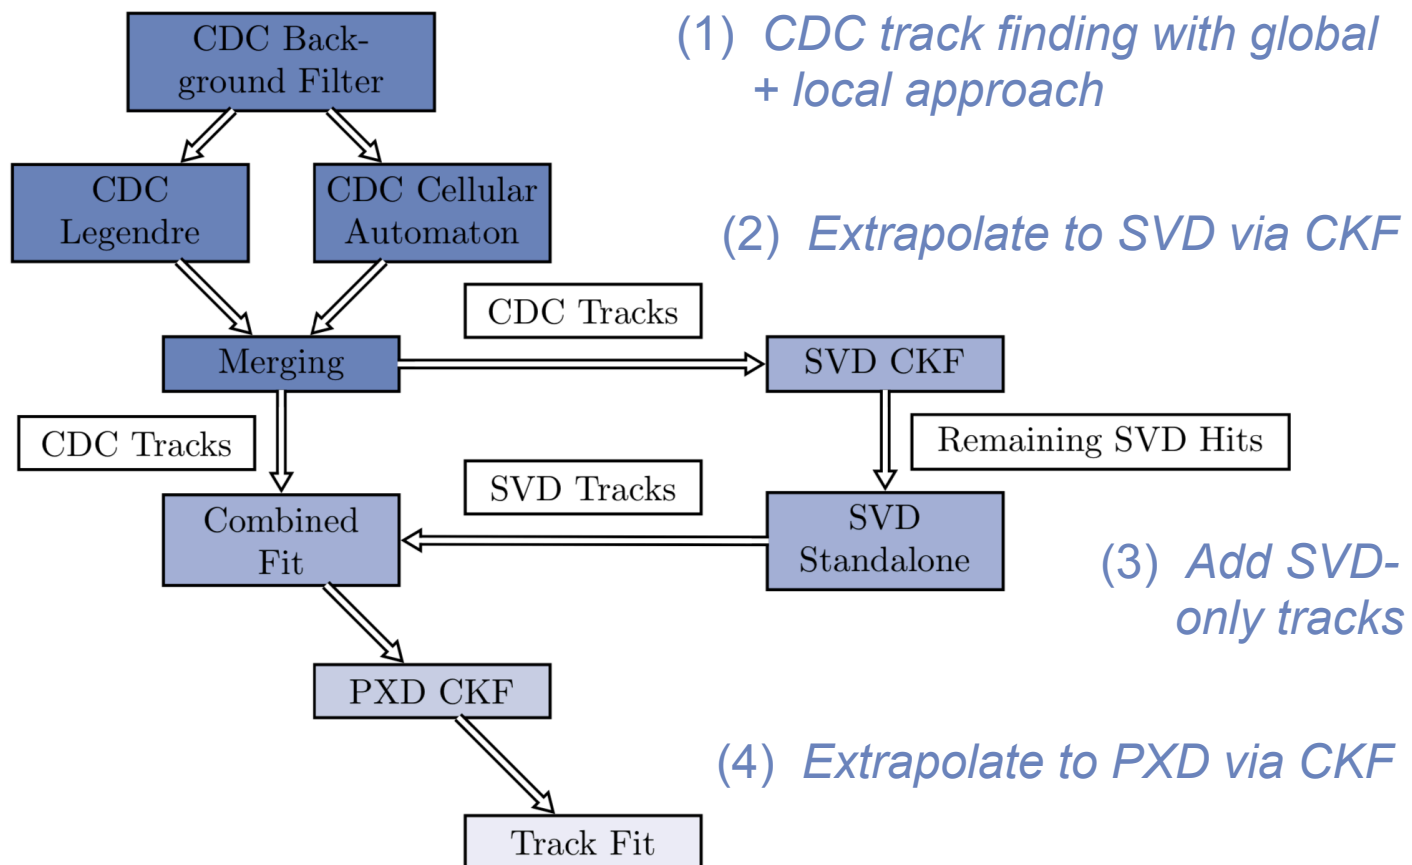 CDC Back-
ground Filter
(1) CDC track finding with global
+ local approach
CDC
Legendre
CDC Cellular
Automaton
(2) Extrapolate to SVD via CKF
CDC Tracks
Merging
SVD CKF
CDC Tracks
Remaining SVD Hits
SVD Tracks
Combined
Fit
SVD
Standalone
(3) Add SVD-
only tracks
PXD CKF
(4) Extrapolate to PXD via CKF
Track Fit